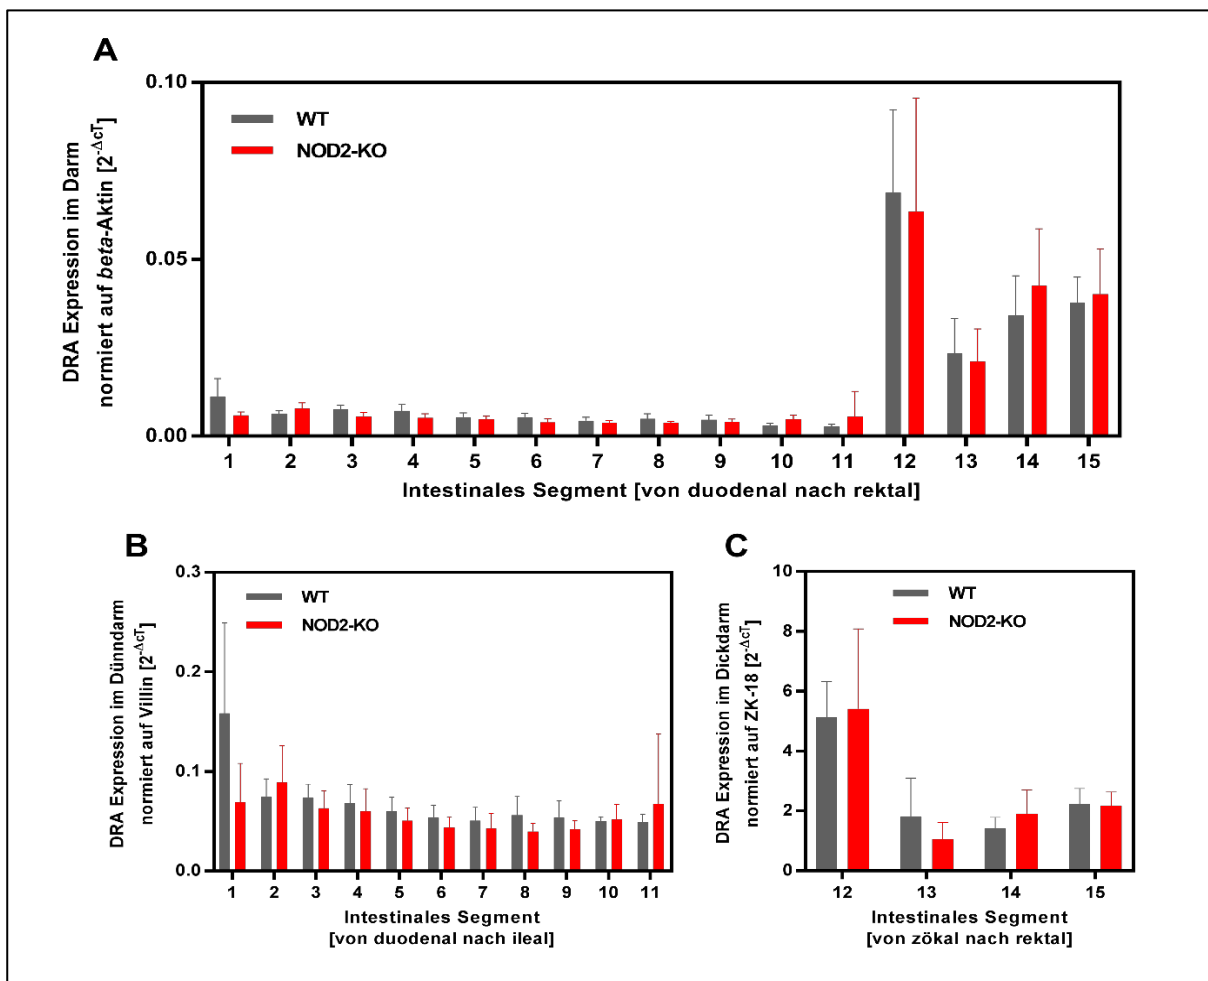 A
DRA Expression im Darm
normiert auf beta-Aktin [2^-ΔcT]
0.10
0.05
0.00
WT
NOD2-KO
1 2 3 4 5 6 7 8 9 10 11 12 13 14 15
Intestinales Segment [von duodenal nach rektal]
B
DRA Expression im Dünndarm
normiert auf Villin [2^-ΔcT]
0.3
0.2
0.1
0.0
WT
NOD2-KO
1 2 3 4 5 6 7 8 9 10 11
Intestinales Segment
[von duodenal nach ileal]
C
DRA Expression im Dickdarm
normiert auf ZK-18 [2^-ΔcT]
10
8
6
4
2
0
WT
NOD2-KO
12 13 14 15
Intestinales Segment
[von zökal nach rektal]